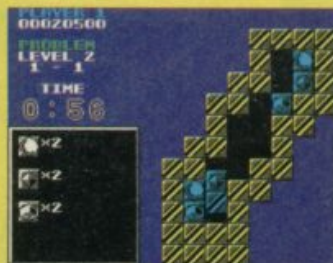 PLAYER 1
00020500
PROBLEM
LEVEL 2
1 - 1
TIME
0:56
×2
×2
×2